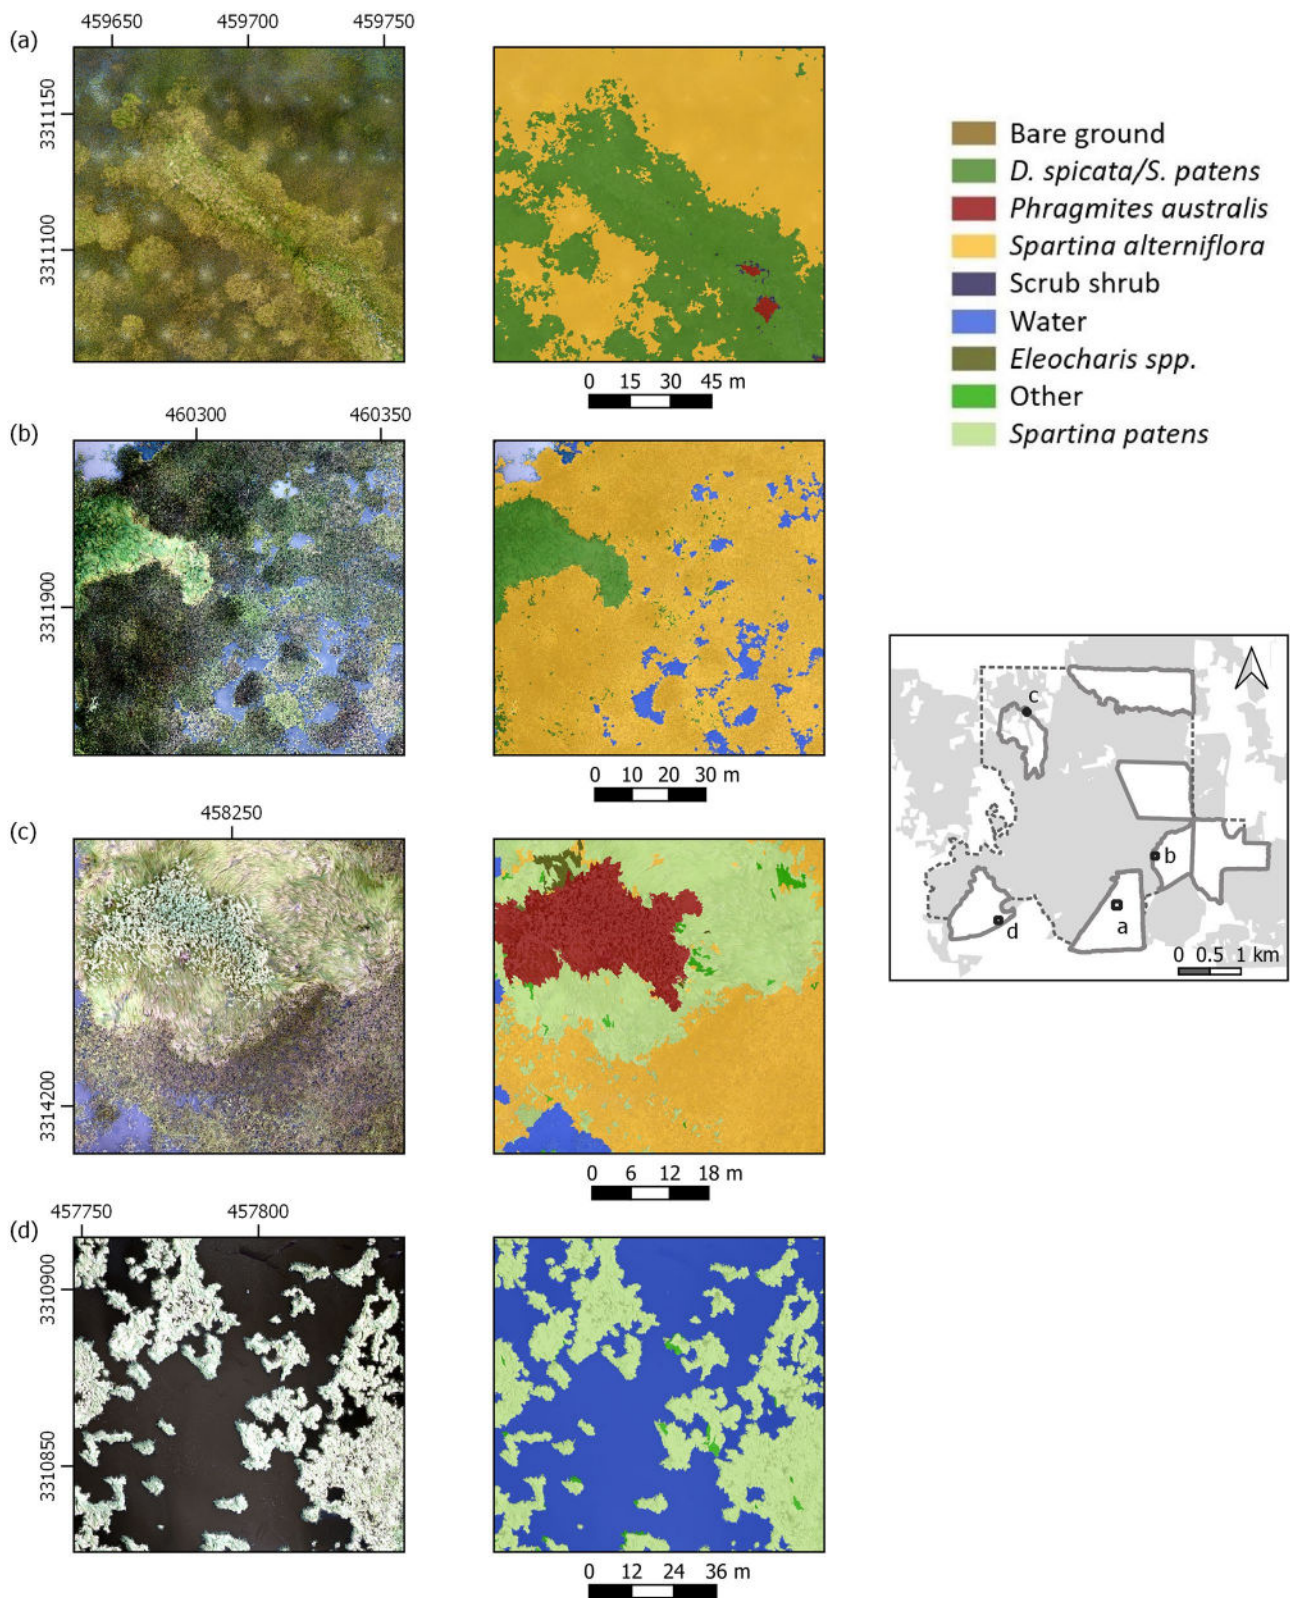 (a)
459650 459700 459750
3311150
3311100
0 15 30 45 m
Bare ground
D. spicata/S. patens
Phragmites australis
Spartina alterniflora
Scrub shrub
Water
Eleocharis spp.
Other
Spartina patens
(b)
460300 460350
3311900
0 10 20 30 m
(c)
458250
3314200
0 6 12 18 m
c
b
a
d
0 0.5 1 km
(d)
457750 457800
3310900
3310850
0 12 24 36 m